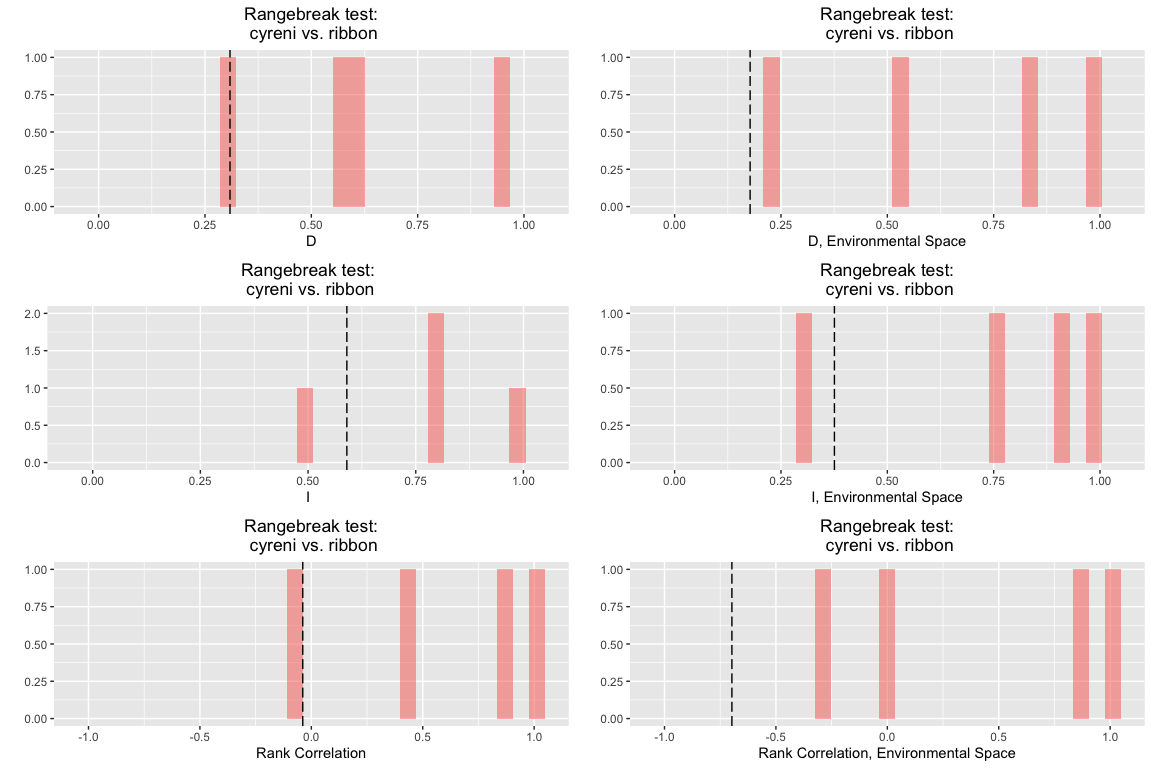 Rangebreak test:
cyreni vs. ribbon
1.00
0.75
0.50
0.25
0.00
0.00 0.25 0.50 0.75 1.00
D
Rangebreak test:
cyreni vs. ribbon
1.00
0.75
0.50
0.25
0.00
0.00 0.25 0.50 0.75 1.00
D, Environmental Space
Rangebreak test:
cyreni vs. ribbon
2.0
1.5
1.0
0.5
0.0
0.00 0.25 0.50 0.75 1.00
I
Rangebreak test:
cyreni vs. ribbon
1.00
0.75
0.50
0.25
0.00
0.00 0.25 0.50 0.75 1.00
I, Environmental Space
Rangebreak test:
cyreni vs. ribbon
1.00
0.75
0.50
0.25
0.00
-1.0 -0.5 0.0 0.5 1.0
Rank Correlation
Rangebreak test:
cyreni vs. ribbon
1.00
0.75
0.50
0.25
0.00
-1.0 -0.5 0.0 0.5 1.0
Rank Correlation, Environmental Space